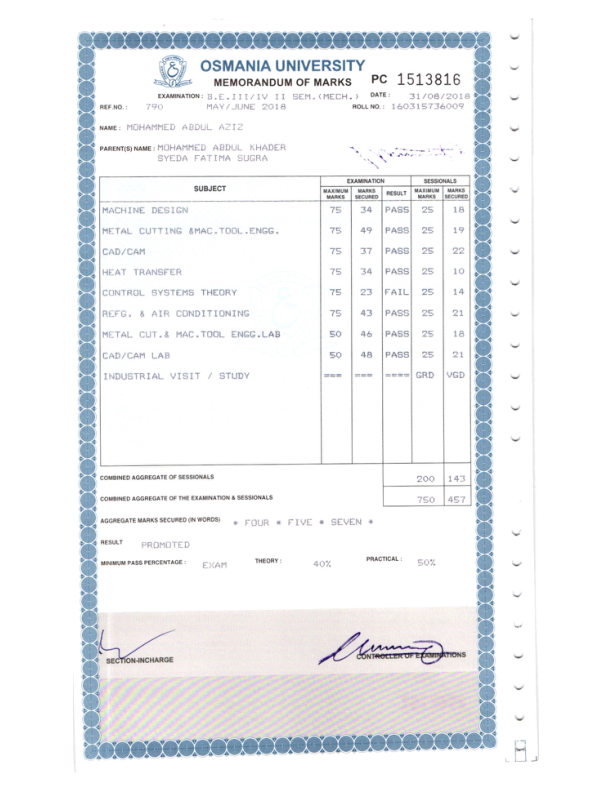 OSMANIA UNIVERSITY
MEMORANDUM OF MARKS PC 1513816
EXAMINATION : B.E.III/IV II SEM.(MECH.) DATE : 31/08/2018
REF.NO. : 790 MAY/JUNE 2018 ROLL NO. : 160315736009
NAME : MOHAMMED ABDUL AZIZ
PARENT(S) NAME : MOHAMMED ABDUL KHADER
SYEDA FATIMA SUGRA
SUBJECT EXAMINATION SESSIONALS
MAXIMUM MARKS MARKS SECURED RESULT MAXIMUM MARKS MARKS SECURED
MACHINE DESIGN 75 34 PASS 25 18
METAL CUTTING &MAC.TOOL.ENGG. 75 49 PASS 25 19
CAD/CAM 75 37 PASS 25 22
HEAT TRANSFER 75 34 PASS 25 10
CONTROL SYSTEMS THEORY 75 23 FAIL 25 14
REFG. & AIR CONDITIONING 75 43 PASS 25 21
METAL CUT.& MAC.TOOL ENGG.LAB 50 46 PASS 25 18
CAD/CAM LAB 50 48 PASS 25 21
INDUSTRIAL VISIT / STUDY === === ==== GRD VGD
COMBINED AGGREGATE OF SESSIONALS 200 143
COMBINED AGGREGATE OF THE EXAMINATION & SESSIONALS 750 457
AGGREGATE MARKS SECURED (IN WORDS) * FOUR * FIVE * SEVEN *
RESULT PROMOTED
MINIMUM PASS PERCENTAGE : EXAM THEORY : 40% PRACTICAL : 50%
SECTION-INCHARGE CONTROLLER OF EXAMINATIONS